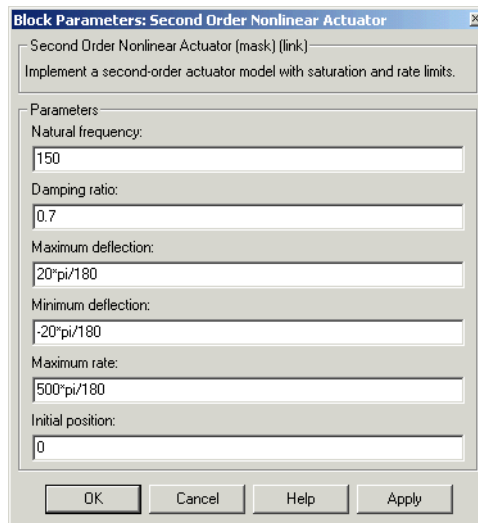 Block Parameters: Second Order Nonlinear Actuator
Second Order Nonlinear Actuator (mask) (link)
Implement a second-order actuator model with saturation and rate limits.
Parameters
Natural frequency:
150
Damping ratio:
0.7
Maximum deflection:
20*pi/180
Minimum deflection:
-20*pi/180
Maximum rate:
500*pi/180
Initial position:
0
OK Cancel Help Apply